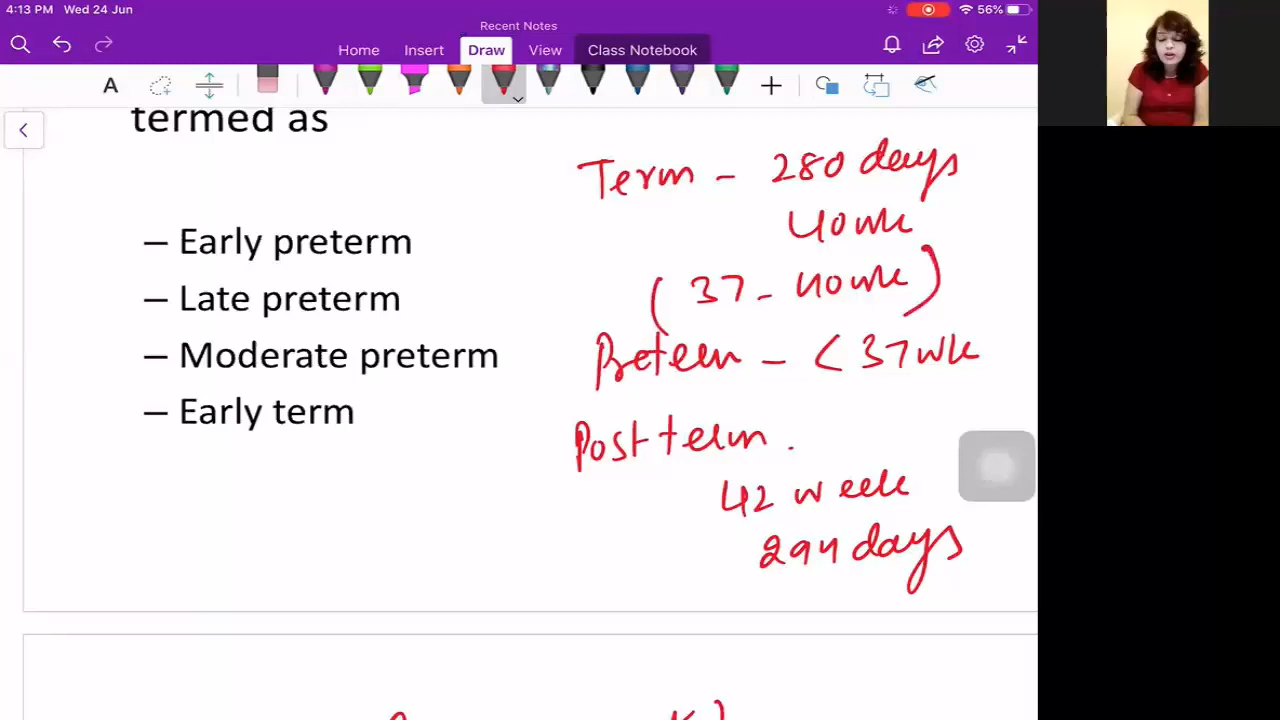 4:13 PM Wed 24 Jun
56%
Recent Notes
Home Insert Draw View Class Notebook
A
termed as
– Early preterm
– Late preterm
– Moderate preterm
– Early term
Term – 280 days
40wk
(37 - 40wk)
Preterm – < 37wk
Post term .
42 week
294 days